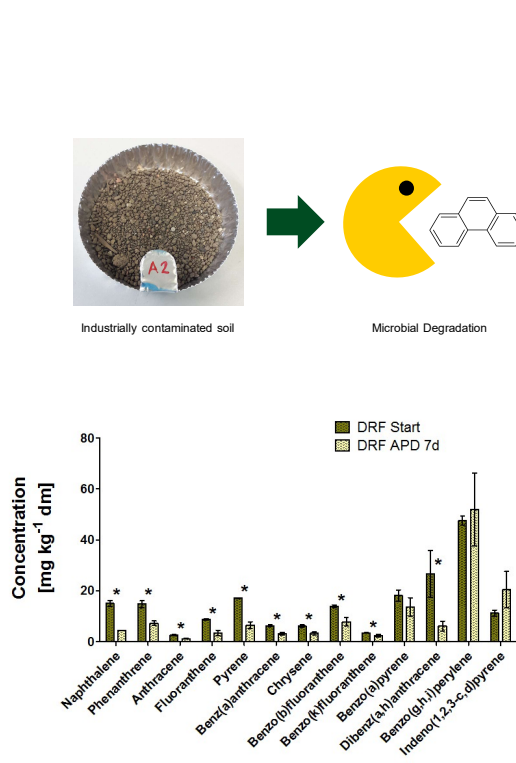 A2
Industrially contaminated soil
Microbial Degradation
DRF Start
DRF APD 7d
Concentration
[mg kg-1 dm]
80
60
40
20
0
* * * * * * * * * *
Naphthalene
Phenanthrene
Anthracene
Fluoranthene
Pyrene
Benz(a)anthracene
Chrysene
Benzo(b)fluoranthene
Benzo(k)fluoranthene
Benzo(a)pyrene
Dibenz(a,h)anthracene
Benzo(g,h,i)perylene
Indeno(1,2,3-c,d)pyrene